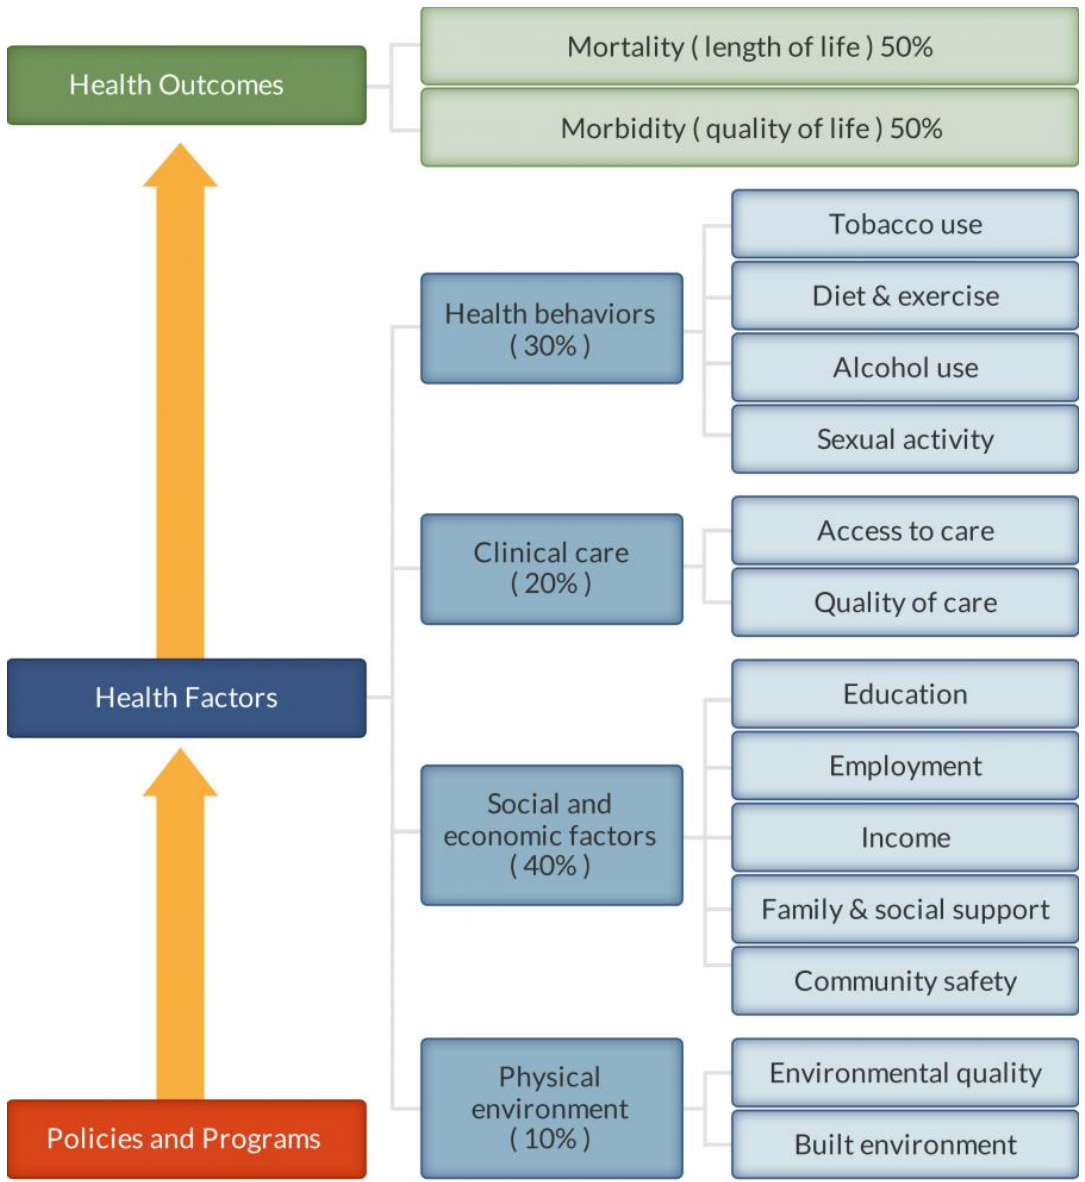 Health Outcomes
Mortality ( length of life ) 50%
Morbidity ( quality of life ) 50%
Health Factors
Health behaviors
( 30% )
Tobacco use
Diet & exercise
Alcohol use
Sexual activity
Clinical care
( 20% )
Access to care
Quality of care
Social and
economic factors
( 40% )
Education
Employment
Income
Family & social support
Community safety
Physical
environment
( 10% )
Environmental quality
Built environment
Policies and Programs